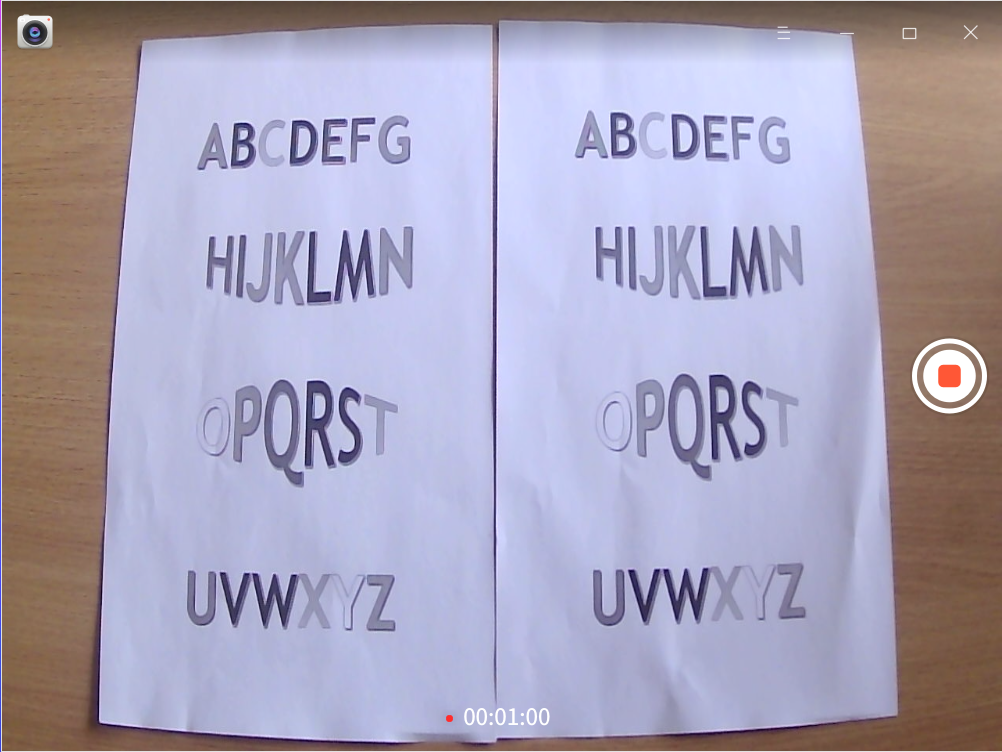 ABCDEFG
HIJKLMN
OPQRST
UVWXYZ
ABCDEFG
HIJKLMN
OPQRST
UVWXYZ
00:01:00